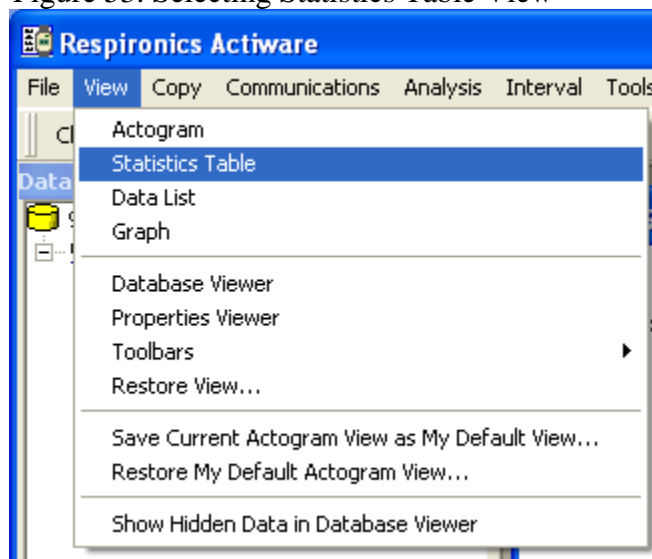 Figure 33. Selecting Statistics Table View
Respironics Actiware
File View Copy Communications Analysis Interval Tools
Actogram
Statistics Table
Data
Data List
Graph
Database Viewer
Properties Viewer
Toolbars
Restore View...
Save Current Actogram View as My Default View...
Restore My Default Actogram View...
Show Hidden Data in Database Viewer